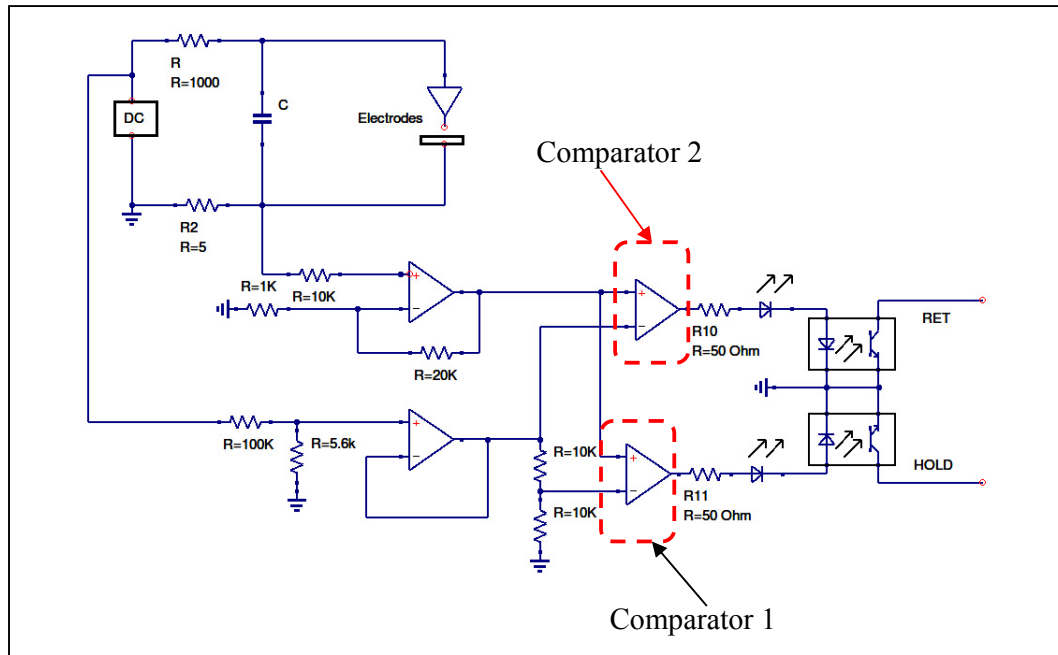 R
R=1000
DC
C
Electrodes
Comparator 2
R2
R=5
R=1K
R=10K
+
−
R=20K
+
−
R10
R=50 Ohm
RET
R=100K
R=5.6k
+
−
R=10K
R=10K
+
−
R11
R=50 Ohm
HOLD
Comparator 1